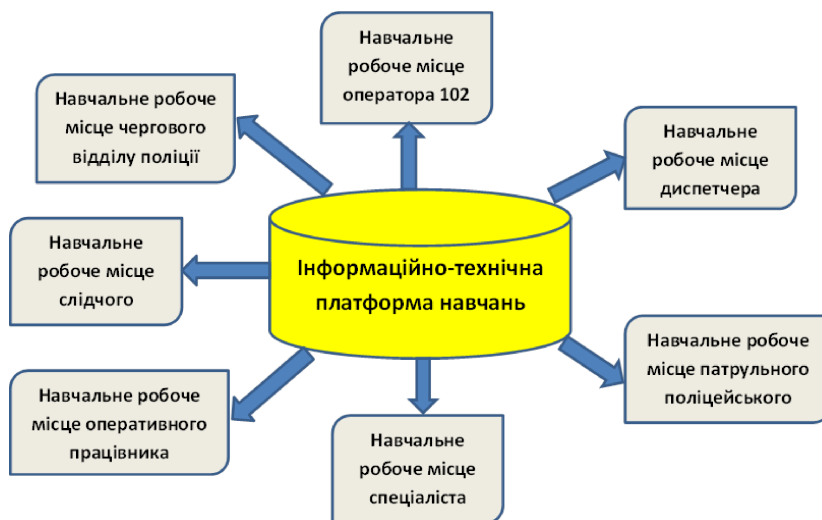 Навчальне
робоче місце
оператора 102
Навчальне робоче
місце чергового
відділу поліції
Навчальне
робоче місце
диспетчера
Навчальне
робоче місце
слідчого
Інформаційно-технічна
платформа навчань
Навчальне робоче
місце патрульного
поліцейського
Навчальне робоче
місце оперативного
працівника
Навчальне
робоче місце
спеціаліста